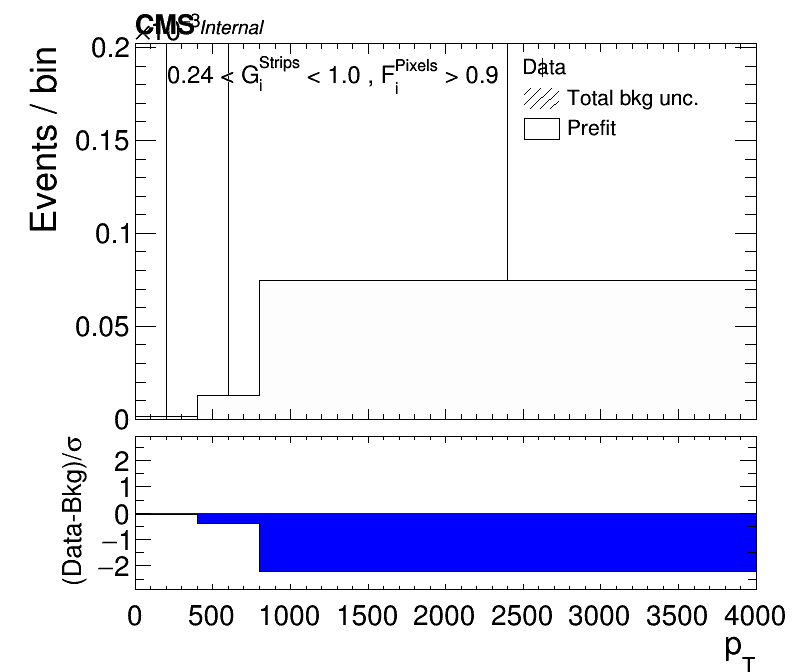 CMS Internal
×10⁻³
0.24 < G_i^Strips < 1.0 , F_i^Pixels > 0.9
Data
Total bkg unc.
Prefit
Events / bin
0.2
0.15
0.1
0.05
0
(Data-Bkg)/σ
2
1
0
−1
−2
0 500 1000 1500 2000 2500 3000 3500 4000
p_T